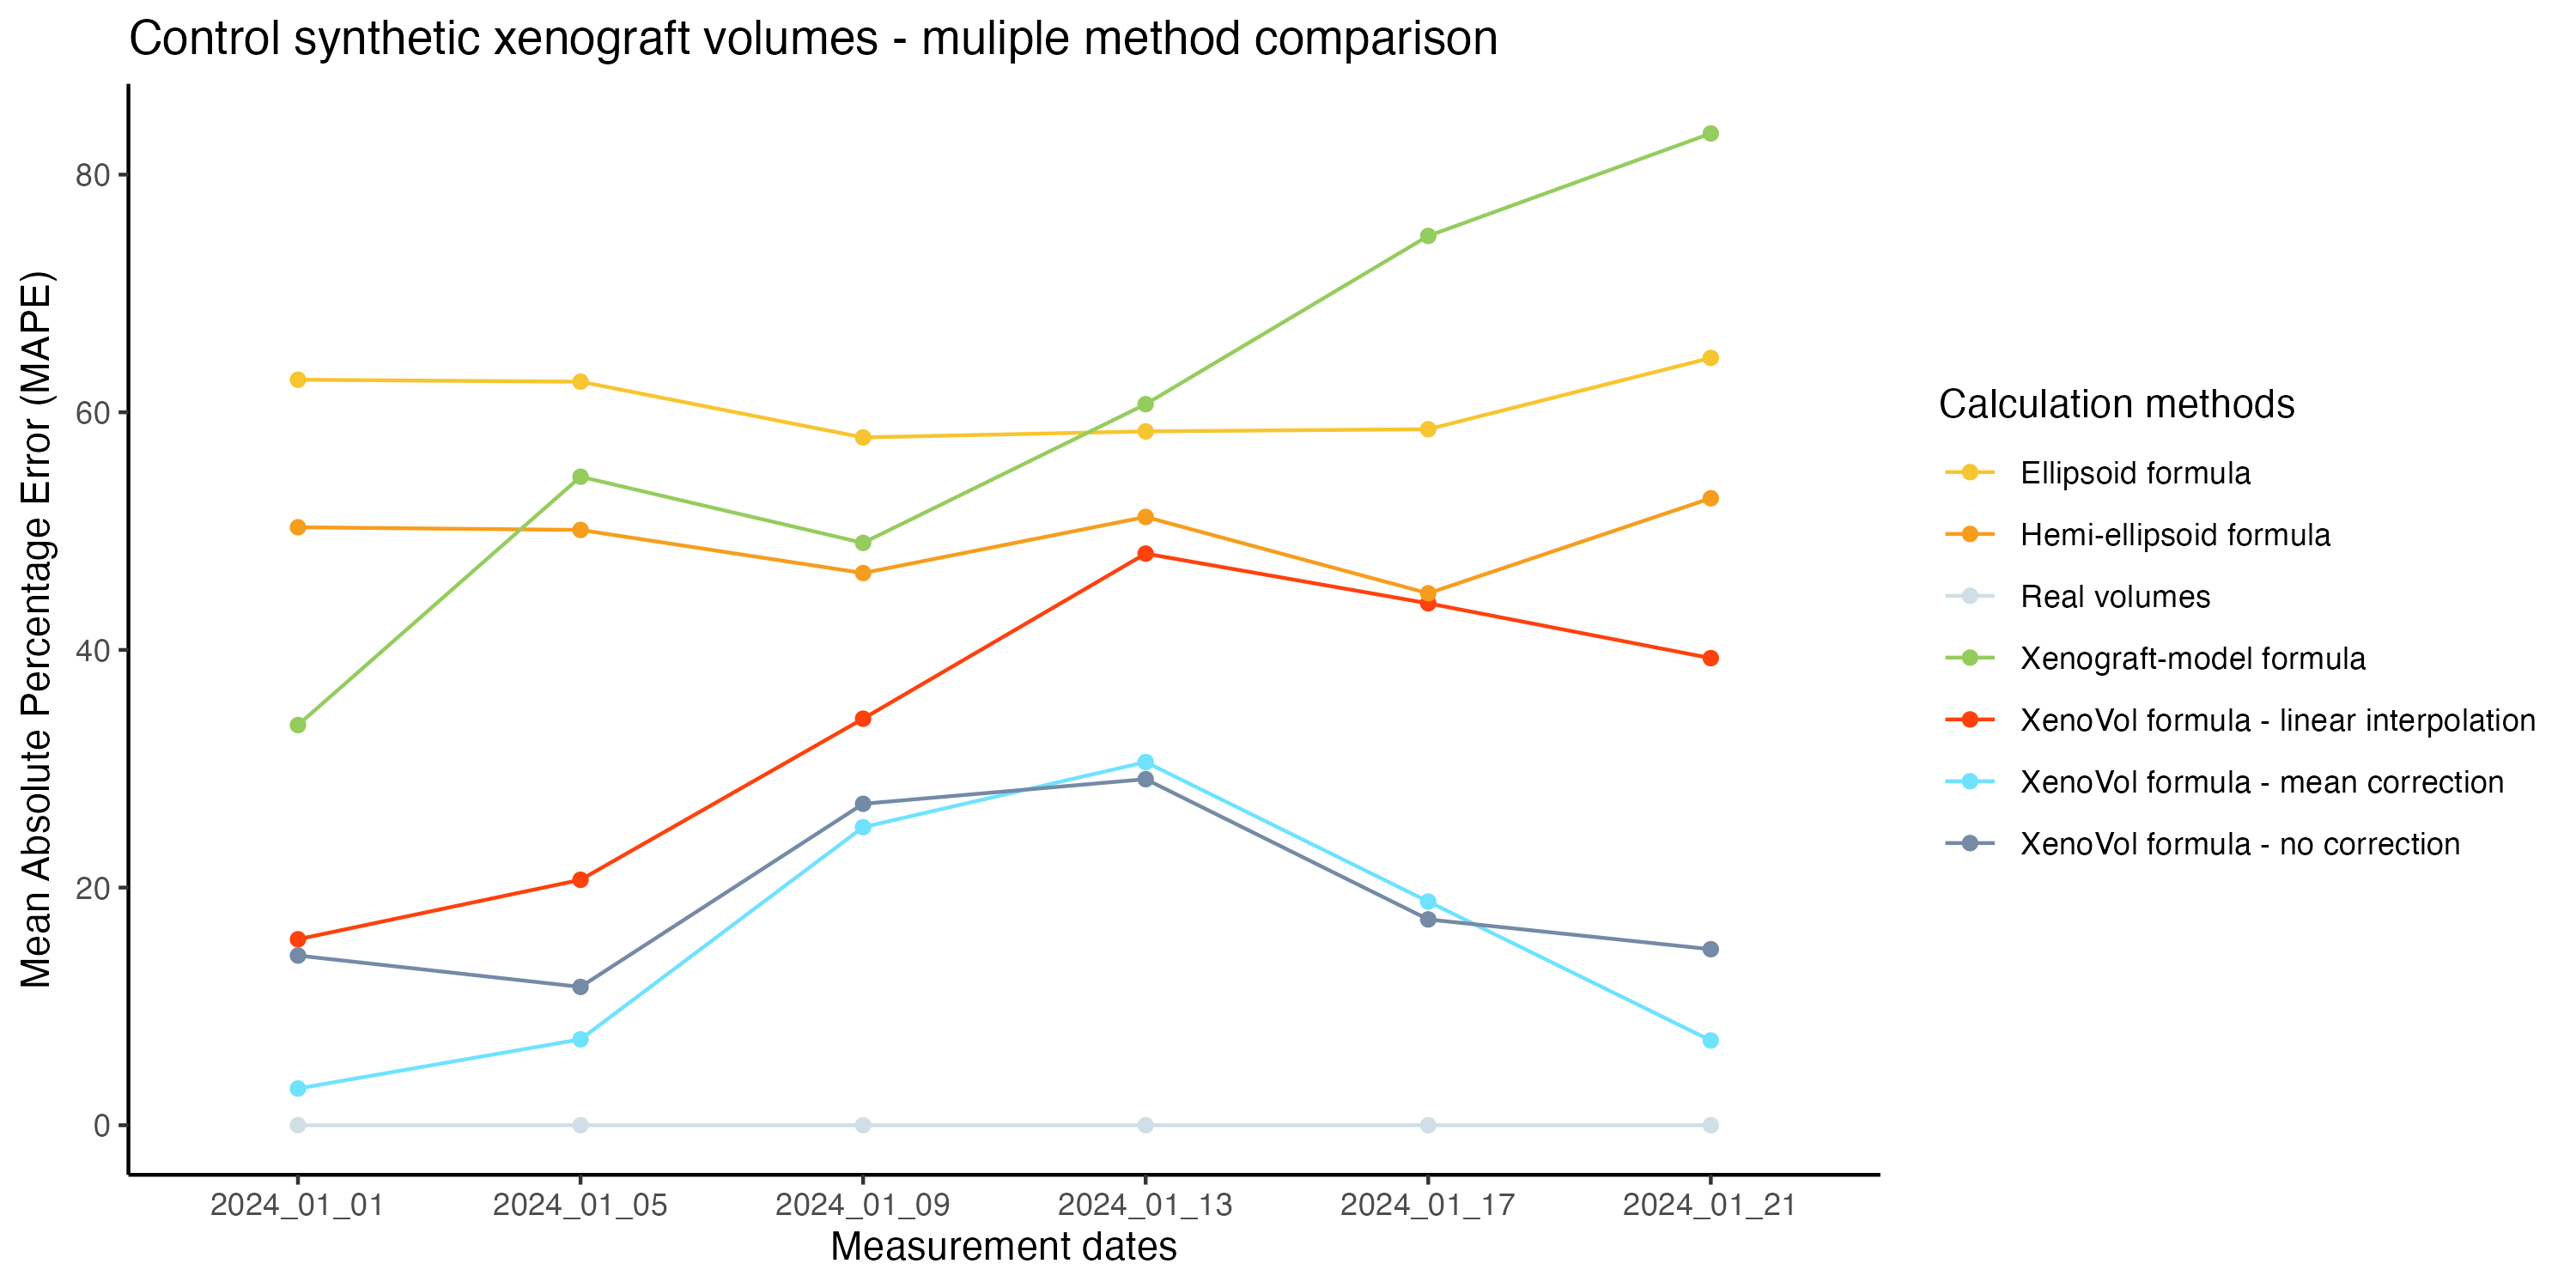 Control synthetic xenograft volumes - muliple method comparison
Mean Absolute Percentage Error (MAPE)
80
60
40
20
0
2024_01_01
2024_01_05
2024_01_09
2024_01_13
2024_01_17
2024_01_21
Measurement dates
Calculation methods
Ellipsoid formula
Hemi-ellipsoid formula
Real volumes
Xenograft-model formula
XenoVol formula - linear interpolation
XenoVol formula - mean correction
XenoVol formula - no correction